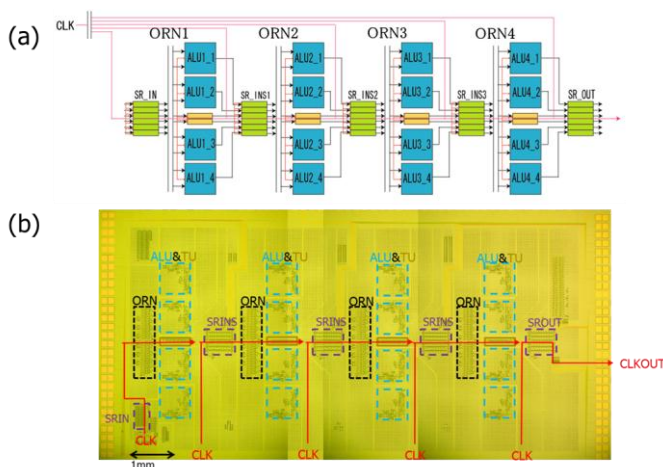 (a)
CLK
ORN1 ORN2 ORN3 ORN4
ALU1_1 ALU2_1 ALU3_1 ALU4_1
SR_IN ALU1_2 SR_INS1 ALU2_2 SR_INS2 ALU3_2 SR_INS3 ALU4_2 SR_OUT
ALU1_3 ALU2_3 ALU3_3 ALU4_3
ALU1_4 ALU2_4 ALU3_4 ALU4_4
(b)
ALU&TU ALU&TU ALU&TU ALU&TU
ORN ORN ORN ORN
SRINS SRINS SRINS SROUT
CLKOUT
SRIN
CLK CLK CLK CLK CLK
1mm